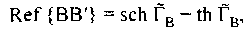 Ref {BB′} = sch Γ̃_B − th Γ̃_B,